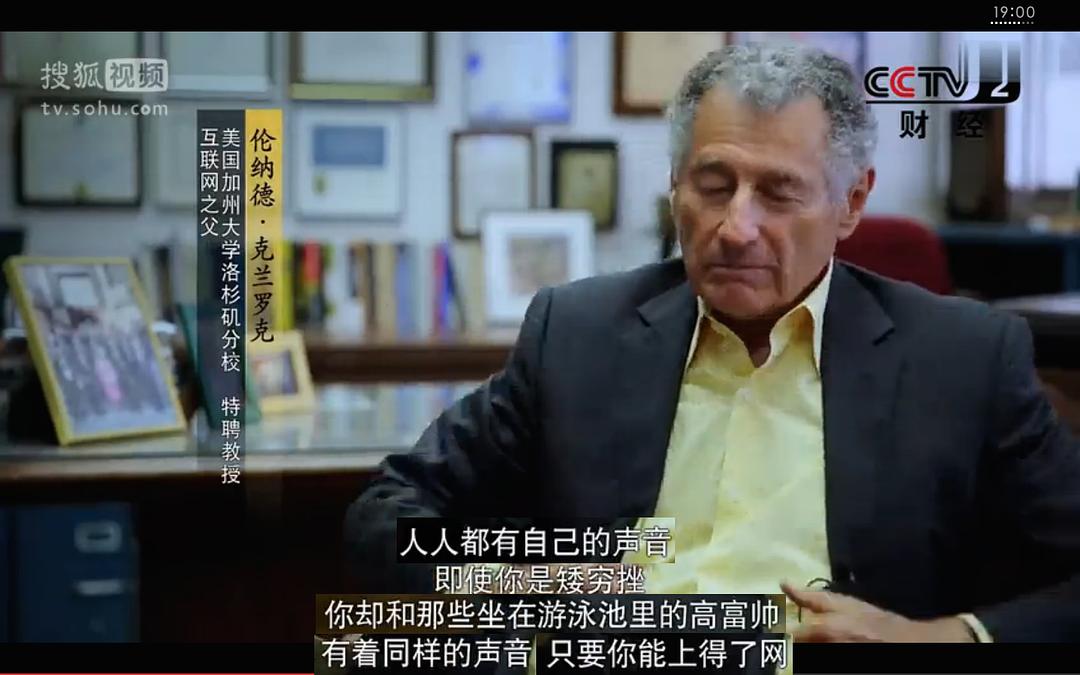 19:00
搜狐视频
tv.sohu.com
CCTV 2
财经
伦纳德·克兰罗克
美国加州大学洛杉矶分校 特聘教授
互联网之父
人人都有自己的声音
即使你是矮穷挫
你却和那些坐在游泳池里的高富帅
有着同样的声音 只要你能上得了网